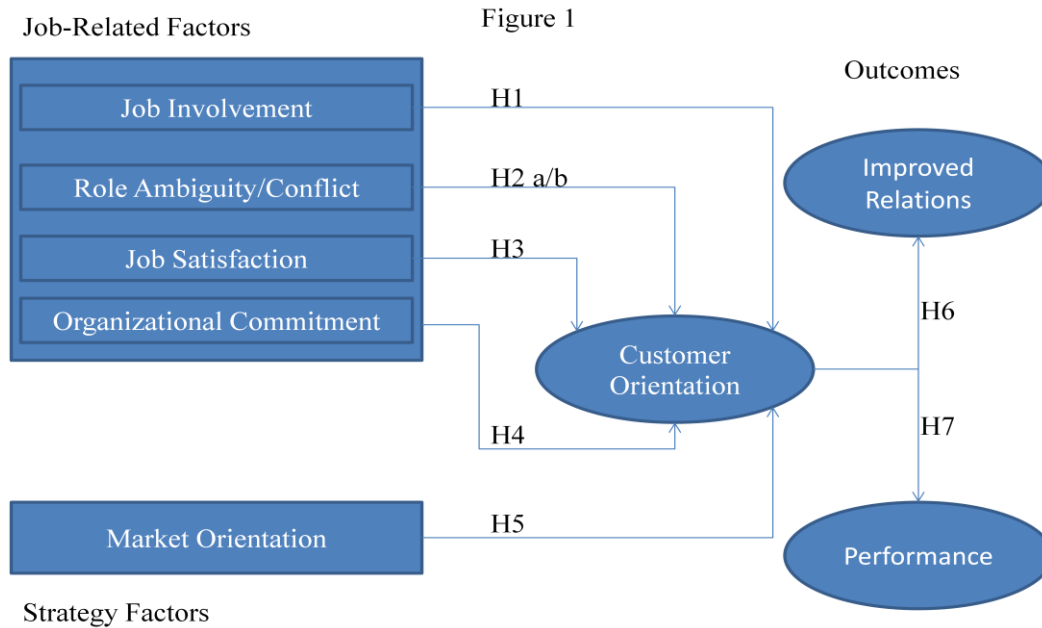 Figure 1
Job-Related Factors
Outcomes
Job Involvement
H1
Role Ambiguity/Conflict
H2 a/b
Improved
Relations
Job Satisfaction
H3
Organizational Commitment
H6
Customer
Orientation
H4
H7
Market Orientation
H5
Performance
Strategy Factors